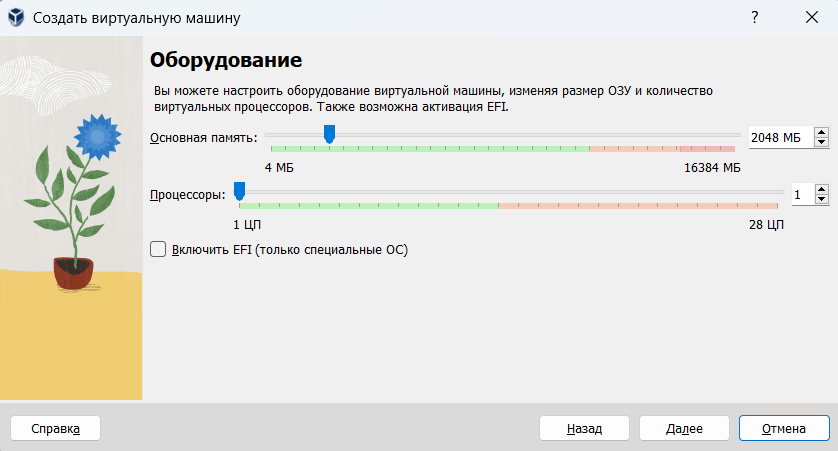 Создать виртуальную машину
?
Оборудование
Вы можете настроить оборудование виртуальной машины, изменяя размер ОЗУ и количество
виртуальных процессоров. Также возможна активация EFI.
Основная память: 2048 МБ
4 МБ 16384 МБ
Процессоры: 1
1 ЦП 28 ЦП
Включить EFI (только специальные ОС)
Справка Назад Далее Отмена